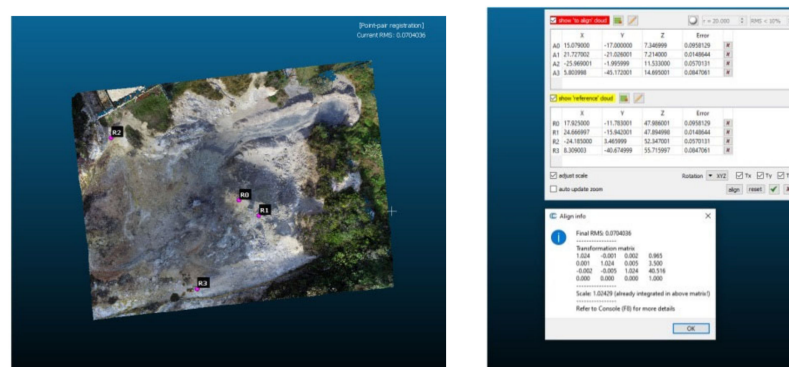 [Point-pair registration]
Current RMS: 0.0704036
R2
R0
R1
R3
show 'to align' cloud r = 20.000 RMS < 10%
X Y Z Error
A0 15.079000 -17.000000 7.346999 0.0958129
A1 21.727002 -21.026001 7.214000 0.0148644
A2 -25.969001 -1.995999 11.533000 0.0570131
A3 5.803998 -45.172001 14.695001 0.0847061
show 'reference' cloud
X Y Z Error
R0 17.925000 -11.783001 47.986001 0.0958129
R1 24.666997 -15.942001 47.894998 0.0148644
R2 -24.185000 3.465999 52.347001 0.0570131
R3 8.309003 -40.674999 55.715997 0.0847061
adjust scale Rotation XYZ Tx Ty
auto update zoom align reset
Align info
Final RMS: 0.0704036
Transformation matrix
1.024 -0.001 0.002 0.965
0.001 1.024 0.005 3.500
-0.002 -0.005 1.024 40.516
0.000 0.000 0.000 1.000
Scale: 1.02429 (already integrated in above matrix!)
Refer to Console (F8) for more details
OK